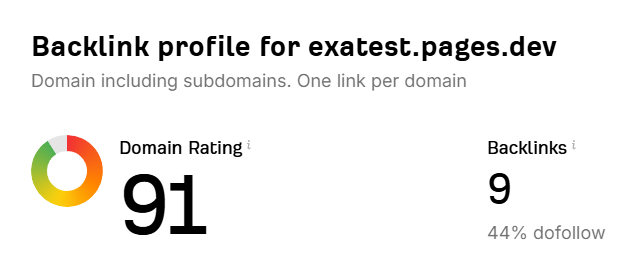 Backlink profile for exatest.pages.dev
Domain including subdomains. One link per domain
Domain Rating i
91
Backlinks i
9
44% dofollow